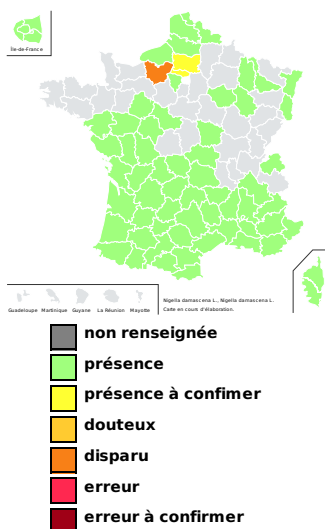 Île-de-France
Guadeloupe Martinique Guyane La Réunion Mayotte
Nigella damascena L., Nigella damascena L.
Carte en cours d'élaboration.
non renseignée
présence
présence à confimer
douteux
disparu
erreur
erreur à confirmer